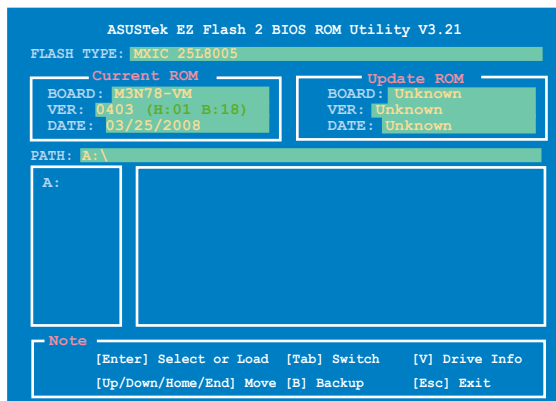 ASUSTek EZ Flash 2 BIOS ROM Utility V3.21
FLASH TYPE: MXIC 25L8005
Current ROM
BOARD: M3N78-VM
VER: 0403 (H:01 B:18)
DATE: 03/25/2008
Update ROM
BOARD: Unknown
VER: Unknown
DATE: Unknown
PATH: A:\
A:
Note
[Enter] Select or Load [Tab] Switch [V] Drive Info
[Up/Down/Home/End] Move [B] Backup [Esc] Exit